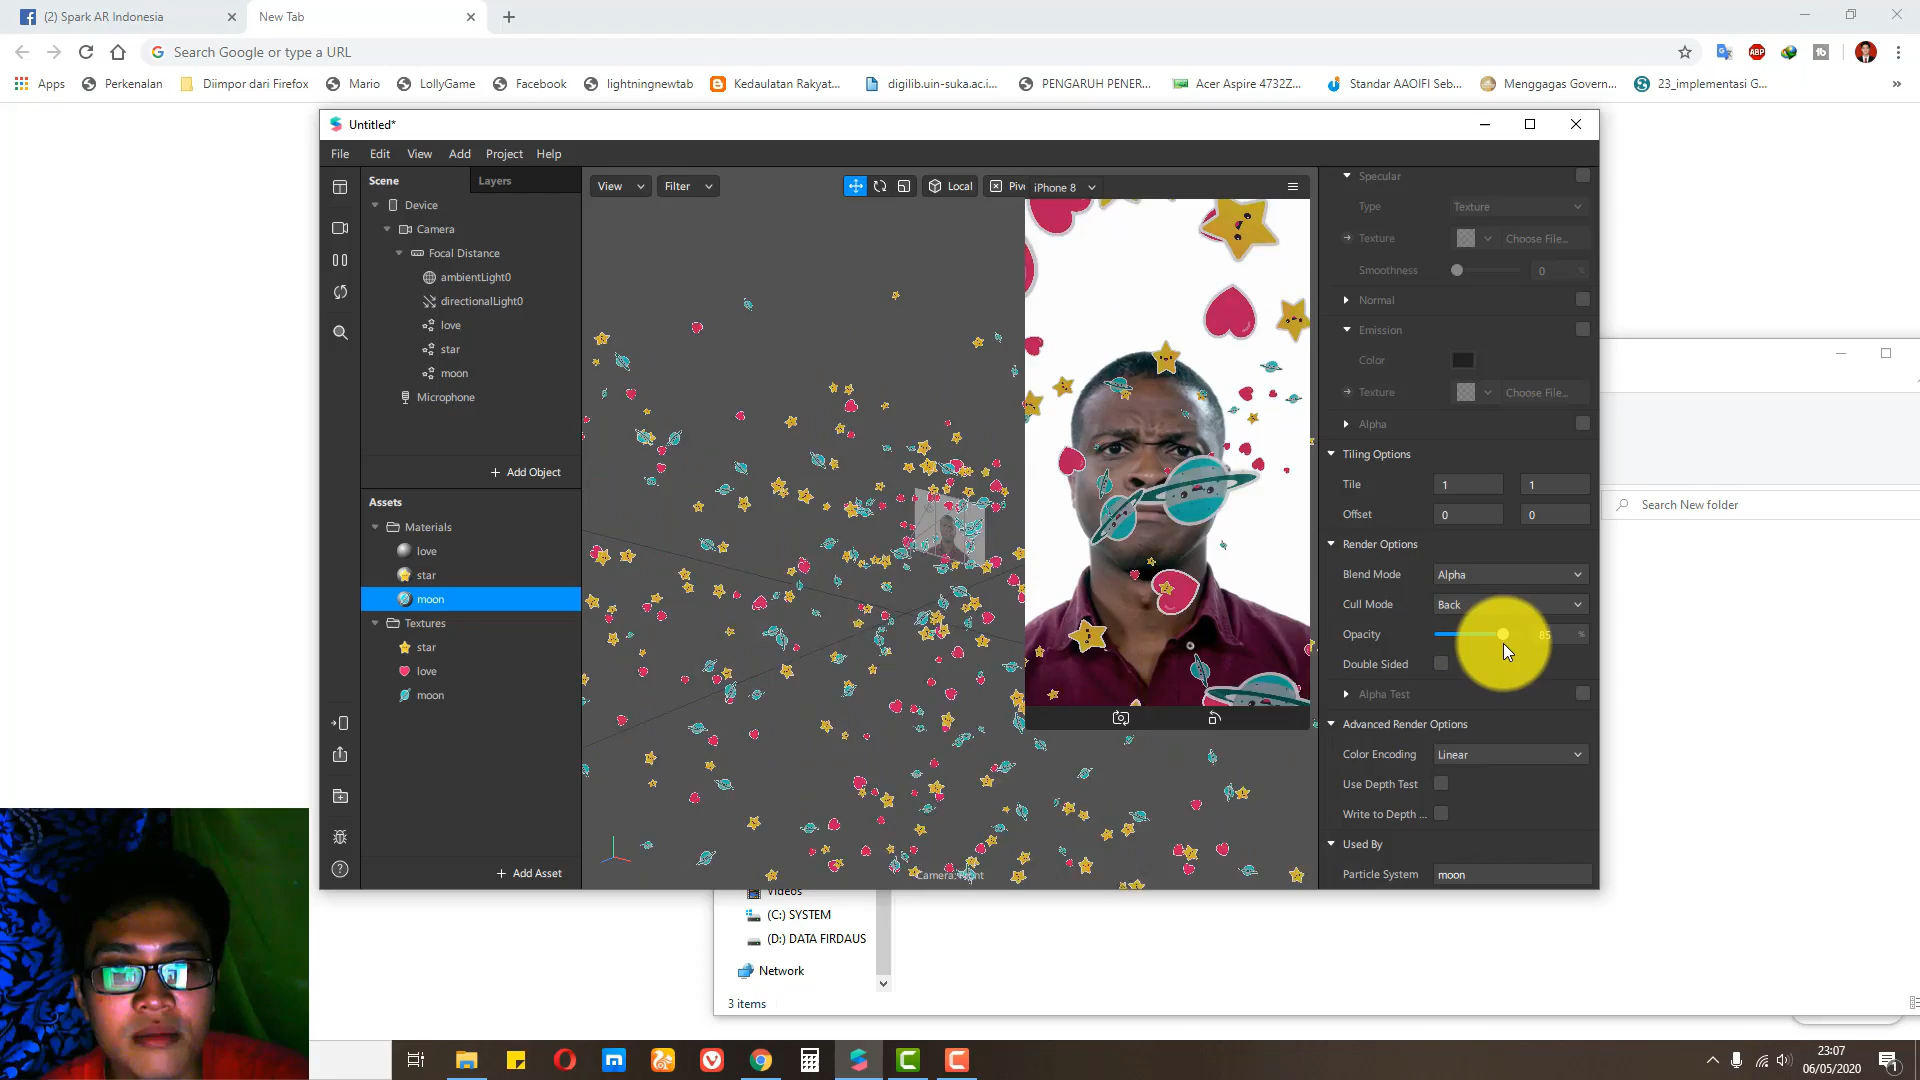 (2) Spark AR Indonesia
New Tab
Search Google or type a URL
Apps
Perkenalan
Diimpor dari Firefox
Mario
LollyGame
Facebook
lightningnewtab
Kedaulatan Rakyat...
digilib.uin-suka.ac.i...
PENGARUH PENER...
Acer Aspire 4732Z...
Standar AAOIFI Seb...
Menggagas Govern...
23_implementasi G...
ABP
Untitled*
File Edit View Add Project Help
Scene
Layers
Device
Camera
Focal Distance
ambientLight0
directionalLight0
love
star
moon
Microphone
Add Object
Assets
Materials
love
star
moon
Textures
star
love
moon
Add Asset
View
Filter
Local
Piv
iPhone 8
Specular
Type Texture
Texture Choose File...
Smoothness 0 %
Normal
Emission
Color
Texture Choose File...
Alpha
Tiling Options
Tile 1 1
Offset 0 0
Render Options
Blend Mode Alpha
Cull Mode Back
Opacity 85 %
Double Sided
Alpha Test
Advanced Render Options
Color Encoding Linear
Use Depth Test
Write to Depth ...
Used By
Particle System moon
Search New folder
Videos
(C:) SYSTEM
(D:) DATA FIRDAUS
Network
3 items
23:07
06/05/2020
1